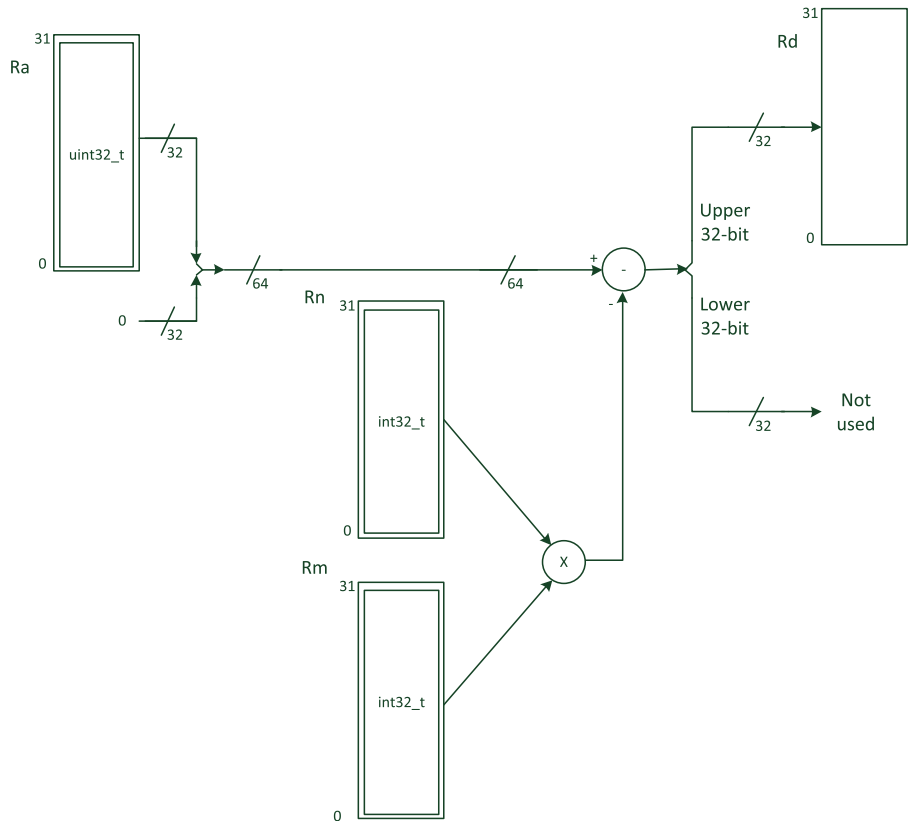 31
Ra
uint32_t
32
0
0
32
64
64
+
-
-
Rn
31
int32_t
0
X
Rm
31
int32_t
0
31
Rd
32
0
Upper
32-bit
Lower
32-bit
32
Not
used